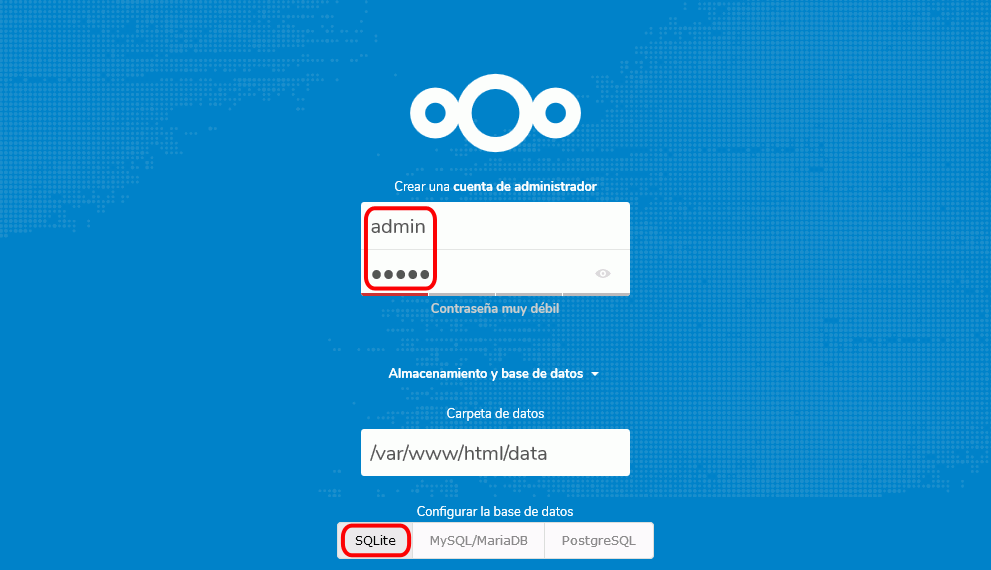 Crear una cuenta de administrador
admin
●●●●●
Contraseña muy débil
Almacenamiento y base de datos
Carpeta de datos
/var/www/html/data
Configurar la base de datos
SQLite MySQL/MariaDB PostgreSQL